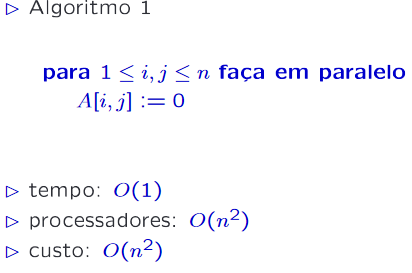 ▷ Algoritmo 1
para 1 ≤ i, j ≤ n faça em paralelo
A[i, j] := 0
▷ tempo: O(1)
▷ processadores: O(n²)
▷ custo: O(n²)